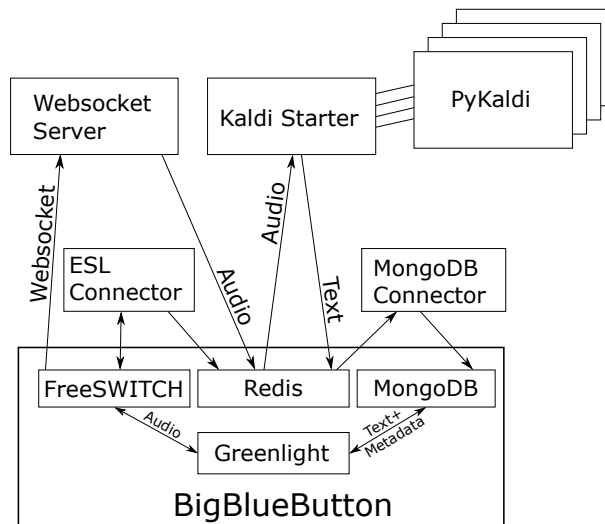 PyKaldi
Websocket
Server
Kaldi Starter
Websocket
Audio
Audio
Text
ESL
Connector
MongoDB
Connector
FreeSWITCH
Redis
MongoDB
Audio
Text+
Metadata
Greenlight
BigBlueButton